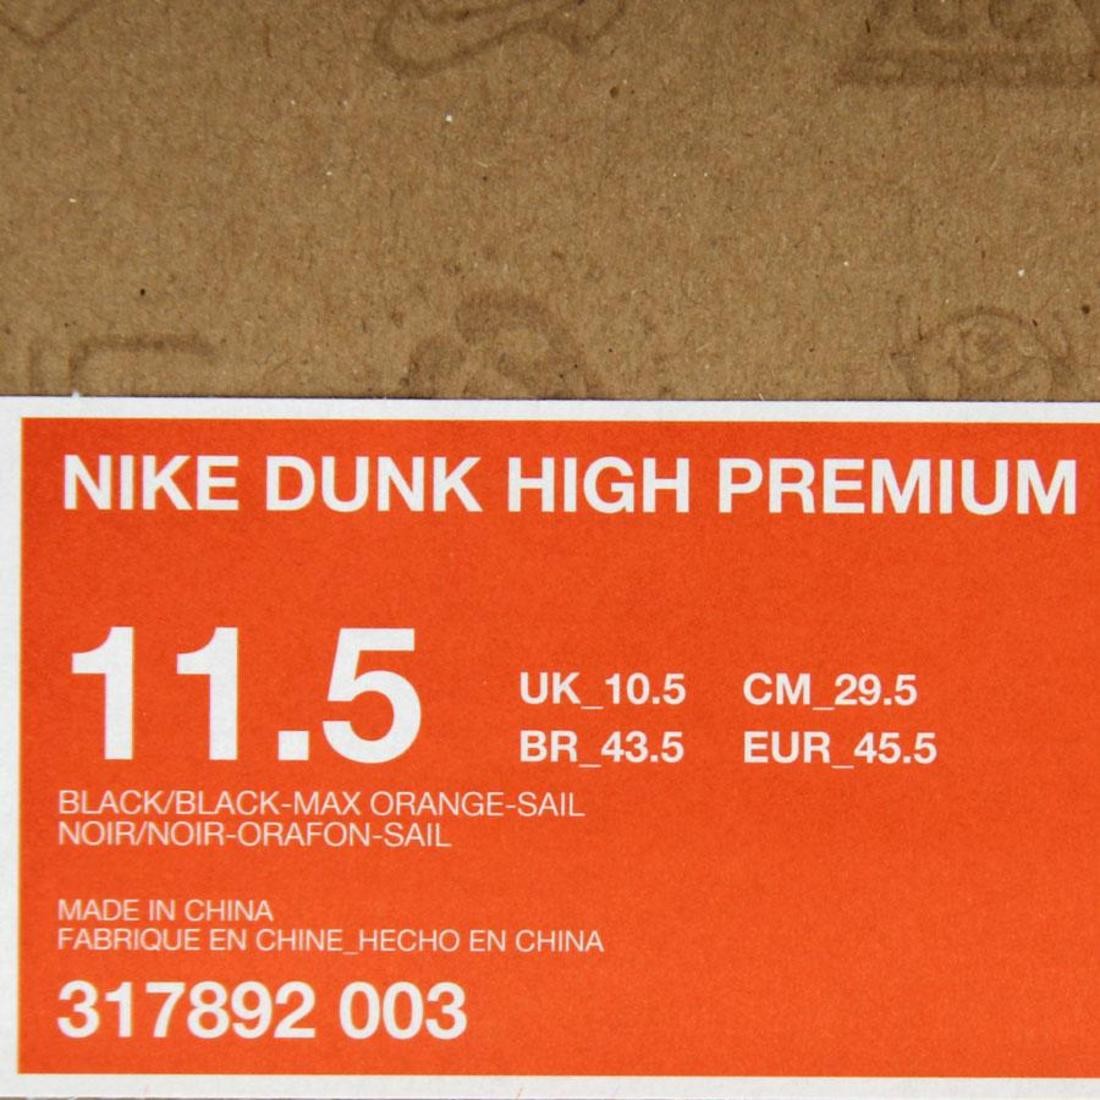 NIKE DUNK HIGH PREMIUM
11.5
UK_10.5 CM_29.5
BR_43.5 EUR_45.5
BLACK/BLACK-MAX ORANGE-SAIL
NOIR/NOIR-ORAFON-SAIL
MADE IN CHINA
FABRIQUE EN CHINE_HECHO EN CHINA
317892 003